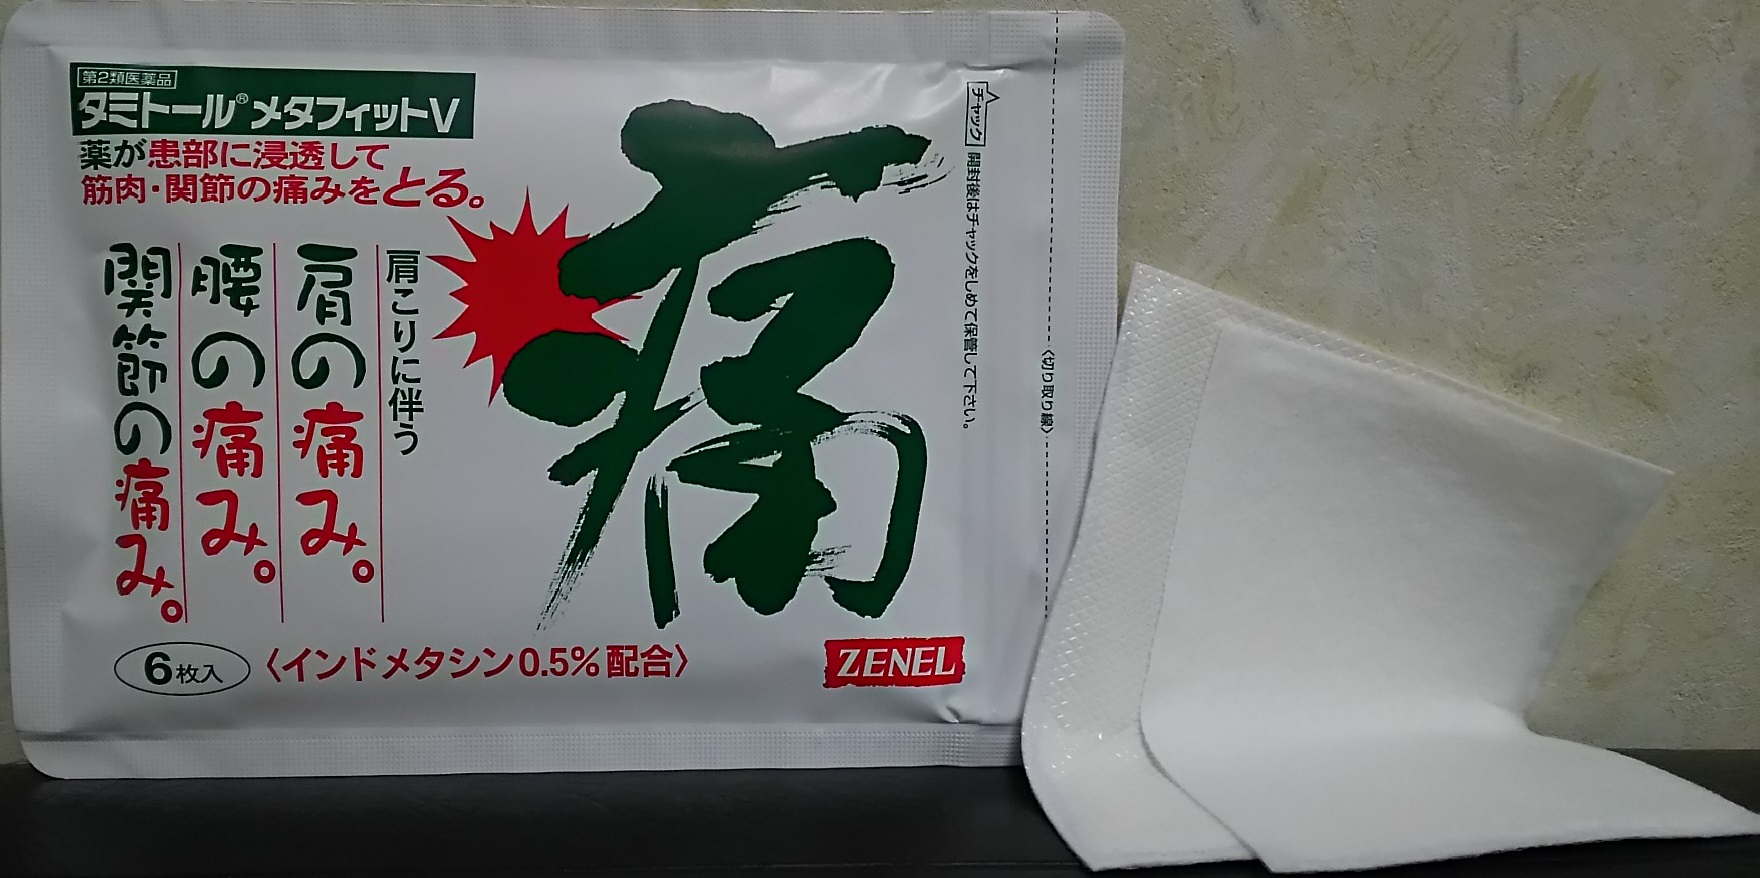 第2類医薬品
タミトール® メタフィットV
薬が患部に浸透して
筋肉・関節の痛みをとる。
肩こりに伴う
肩の痛み。
腰の痛み。
関節の痛み。
痛
6枚入
〈インドメタシン0.5%配合〉
ZENEL
チャック
開封後はチャックをしめて保管して下さい。
〈切り取り線〉